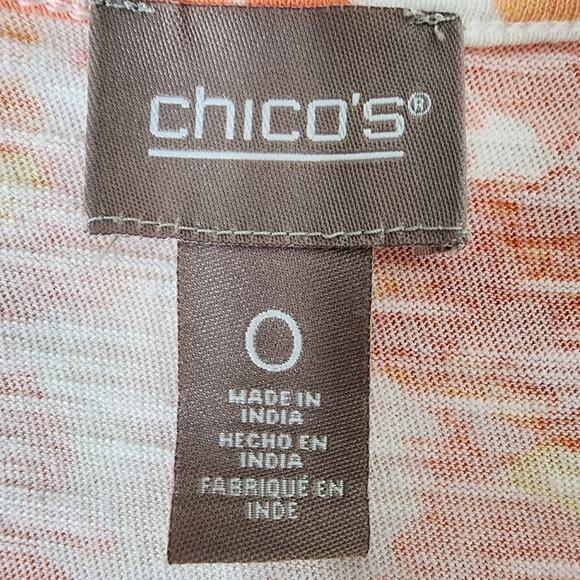 chico's®
0
MADE IN
INDIA
HECHO EN
INDIA
FABRIQUÉ EN
INDE